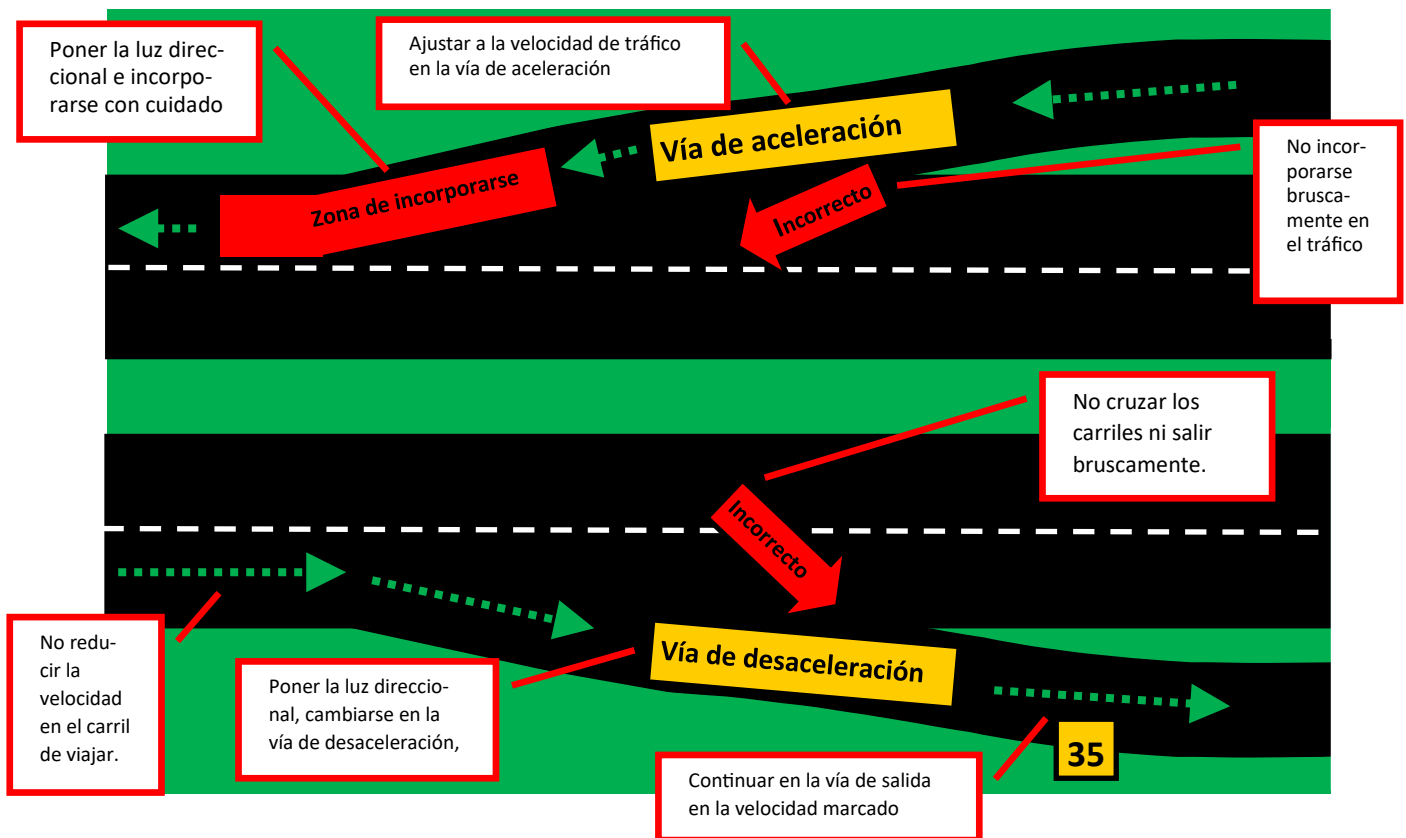 Poner la luz direc-
cional e incorpo-
rarse con cuidado
Ajustar a la velocidad de tráfico
en la vía de aceleración
Vía de aceleración
Zona de incorporarse
Incorrecto
No incor-
porarse
brusca-
mente en
el tráfico
No cruzar los
carriles ni salir
bruscamente.
Incorrecto
No redu-
cir la
velocidad
en el carril
de viajar.
Poner la luz direccio-
nal, cambiarse en la
vía de desaceleración,
Vía de desaceleración
35
Continuar en la vía de salida
en la velocidad marcado